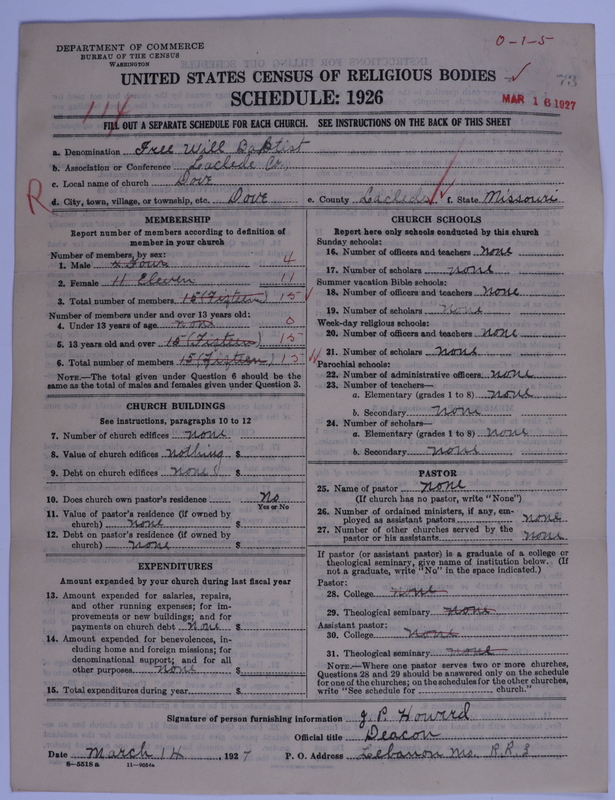 DEPARTMENT OF COMMERCE
BUREAU OF THE CENSUS
WASHINGTON
0-1-5
UNITED STATES CENSUS OF RELIGIOUS BODIES
73
SCHEDULE: 1926
MAR 16 1927
114
FILL OUT A SEPARATE SCHEDULE FOR EACH CHURCH. SEE INSTRUCTIONS ON THE BACK OF THIS SHEET
a. Denomination Free Will Baptist
b. Association or Conference Laclede Co,
c. Local name of church Dove
R
d. City, town, village, or township, etc. Dove e. County Laclede f. State Missouri
MEMBERSHIP
Report number of members according to definition of
member in your church
Number of members, by sex:
1. Male 4 Four 4
2. Female 11 Eleven 11
3. Total number of members 15 (Fifteen) 15
Number of members under and over 13 years old:
4. Under 13 years of age none 0
5. 13 years old and over 15 (Fifteen) 15
6. Total number of members 15 (Fifteen) 15
NOTE.—The total given under Question 6 should be
same as the total of males and females given under Question 3.
CHURCH BUILDINGS
See instructions, paragraphs 10 to 12
7. Number of church edifices none
8. Value of church edifices nothing $
9. Debt on church edifices none $
10. Does church own pastor's residence No
Yes or No
11. Value of pastor's residence (if owned by
church) none $
12. Debt on pastor's residence (if owned by
church) none $
EXPENDITURES
Amount expended by your church during last fiscal year
13. Amount expended for salaries, repairs,
and other running expenses; for im-
provements or new buildings; and for
payments on church debt none $
14. Amount expended for benevolences, in-
cluding home and foreign missions; for
denominational support; and for all
other purposes none $
15. Total expenditures during year $
CHURCH SCHOOLS
Report here only schools conducted by this church
Sunday schools:
16. Number of officers and teachers none
17. Number of scholars none
Summer vacation Bible schools:
18. Number of officers and teachers none
19. Number of scholars none
Week-day religious schools:
20. Number of officers and teachers none
21. Number of scholars none
Parochial schools:
22. Number of administrative officers none
23. Number of teachers—
a. Elementary (grades 1 to 8) none
b. Secondary none
24. Number of scholars—
a. Elementary (grades 1 to 8) none
b. Secondary none
PASTOR
25. Name of pastor none
(If church has no pastor, write "None")
26. Number of ordained ministers, if any, em-
ployed as assistant pastors none
27. Number of other churches served by the
pastor or his assistants none
If pastor (or assistant pastor) is a graduate of a college or
theological seminary, give name of institution below. (If
not a graduate, write "No" in the space indicated.)
Pastor:
28. College none
29. Theological seminary none
Assistant pastor:
30. College none
31. Theological seminary none
NOTE.—Where one pastor serves two or more churches,
Questions 28 and 29 should be answered only on the schedule
for one of the churches; on the schedules for the other churches,
write "See schedule for church."
Signature of person furnishing information J. P. Howerd
Official title Deacon
Date March 14 1927 P. O. Address Lebanon Mo. R.R.
8—5518 a 11—9024a